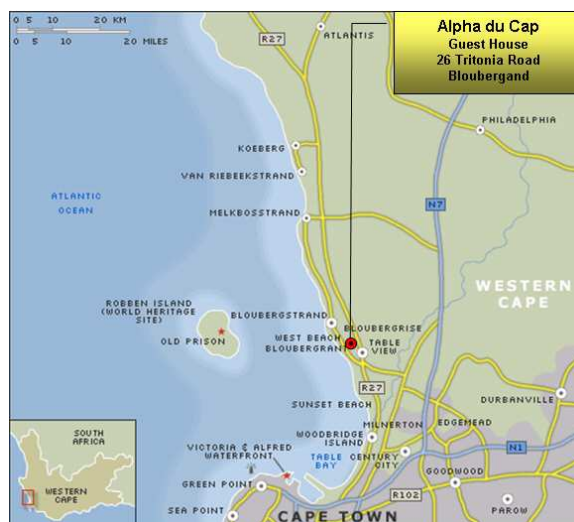 0 5 10 20 KM
0 5 10 20 MILES
R27
ATLANTIS
Alpha du Cap
Guest House
26 Tritonia Road
Bloubergand
PHILADELPHIA
KOEBERG
VAN RIEBEEKSTRAND
ATLANTIC
OCEAN
MELKBOSSTRAND
N7
WESTERN
CAPE
ROBBEN ISLAND
(WORLD HERITAGE
SITE)
OLD PRISON
BLOUBERGSTRAND
BLOUBERGRISE
WEST BEACH
BLOUBERGRANT
TABLE
VIEW
R27
SUNSET BEACH
DURBANVILLE
MILNERTON
EDGEMEAD
WOODBRIDGE
ISLAND
N1
VICTORIA & ALFRED
WATERFRONT
TABLE
BAY
CENTURY
CITY
GOODWOOD
GREEN POINT
R102
PAROW
SEA POINT
CAPE TOWN
SOUTH
AFRICA
WESTERN
CAPE